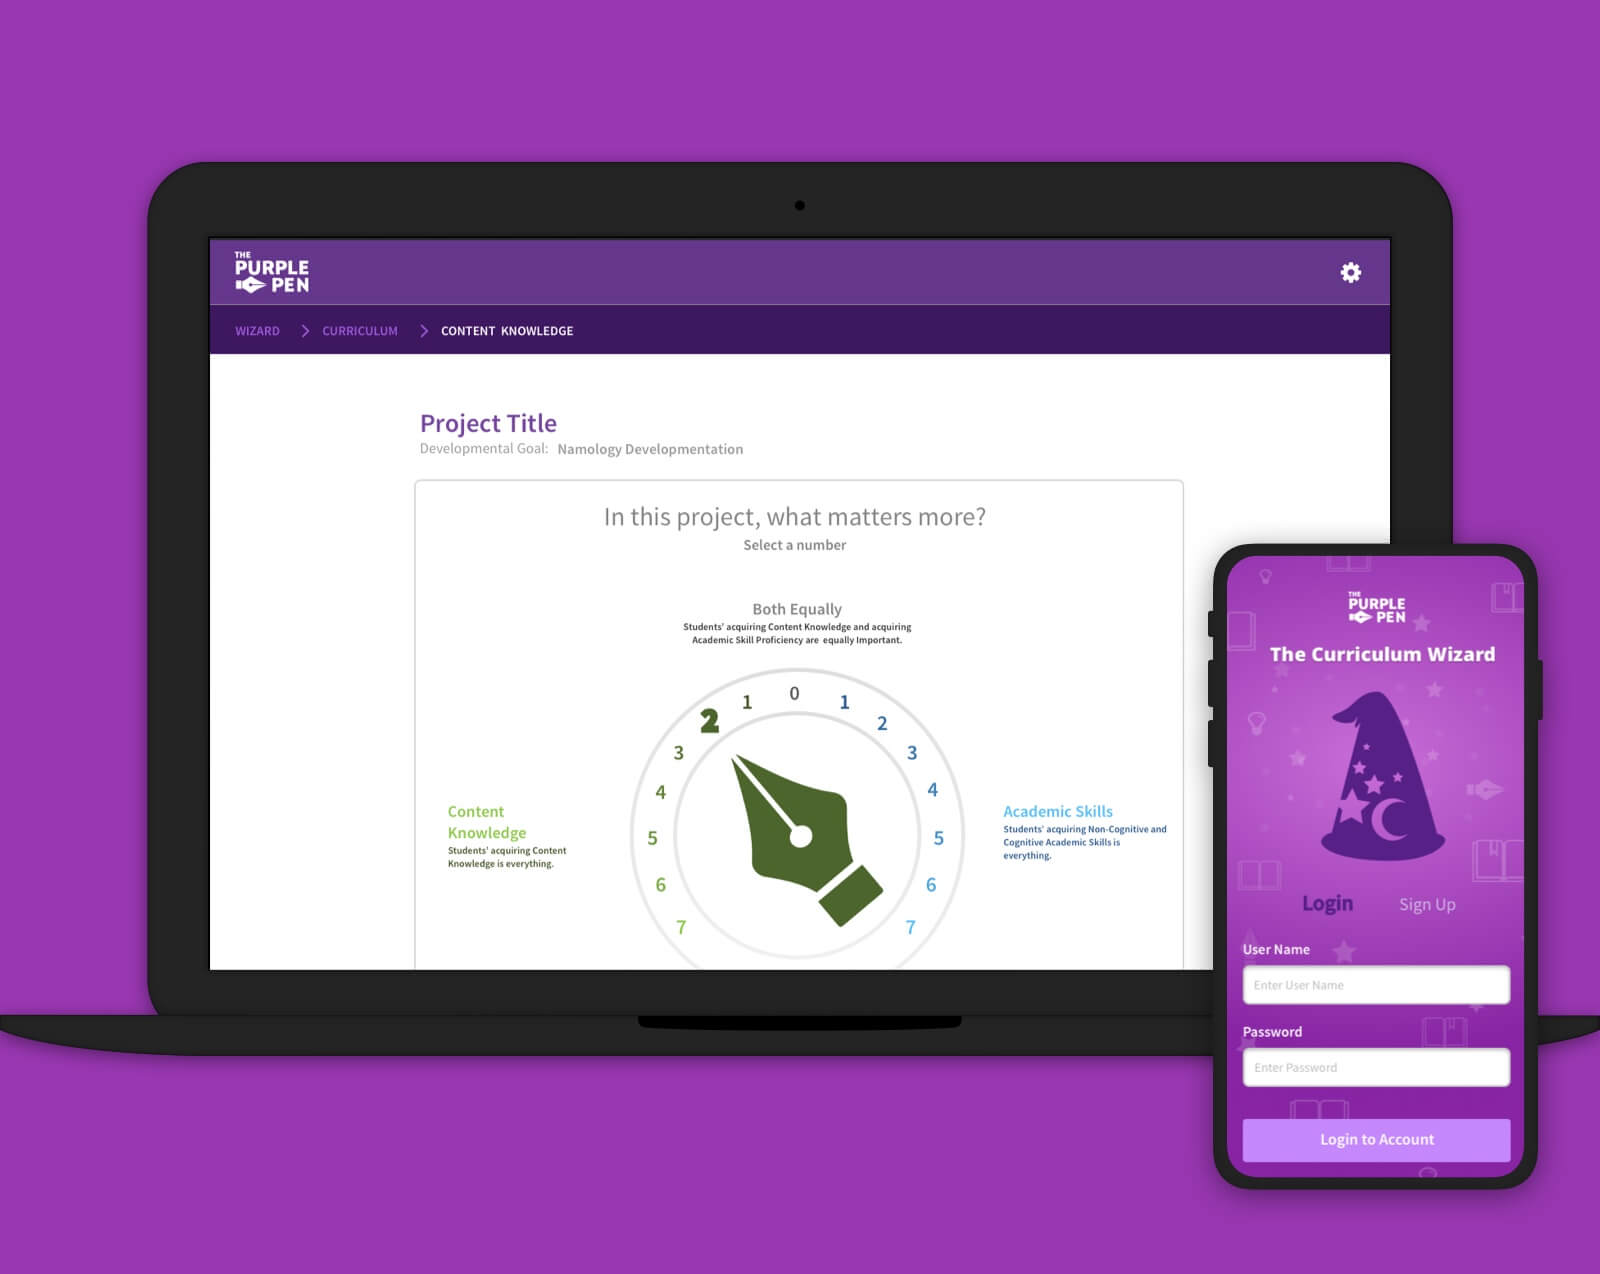 THE
PURPLE
PEN
WIZARD
CURRICULUM
CONTENT KNOWLEDGE
Project Title
Developmental Goal: Namology Developmentation
In this project, what matters more?
Select a number
Both Equally
Students' acquiring Content Knowledge and acquiring
Academic Skill Proficiency are equally Important.
0
1
1
2
2
3
3
4
4
5
5
6
6
7
7
Content
Knowledge
Students' acquiring Content
Knowledge is everything.
Academic Skills
Students' acquiring Non-Cognitive and
Cognitive Academic Skills is
everything.
THE
PURPLE
PEN
The Curriculum Wizard
Login
Sign Up
User Name
Enter User Name
Password
Enter Password
Login to Account